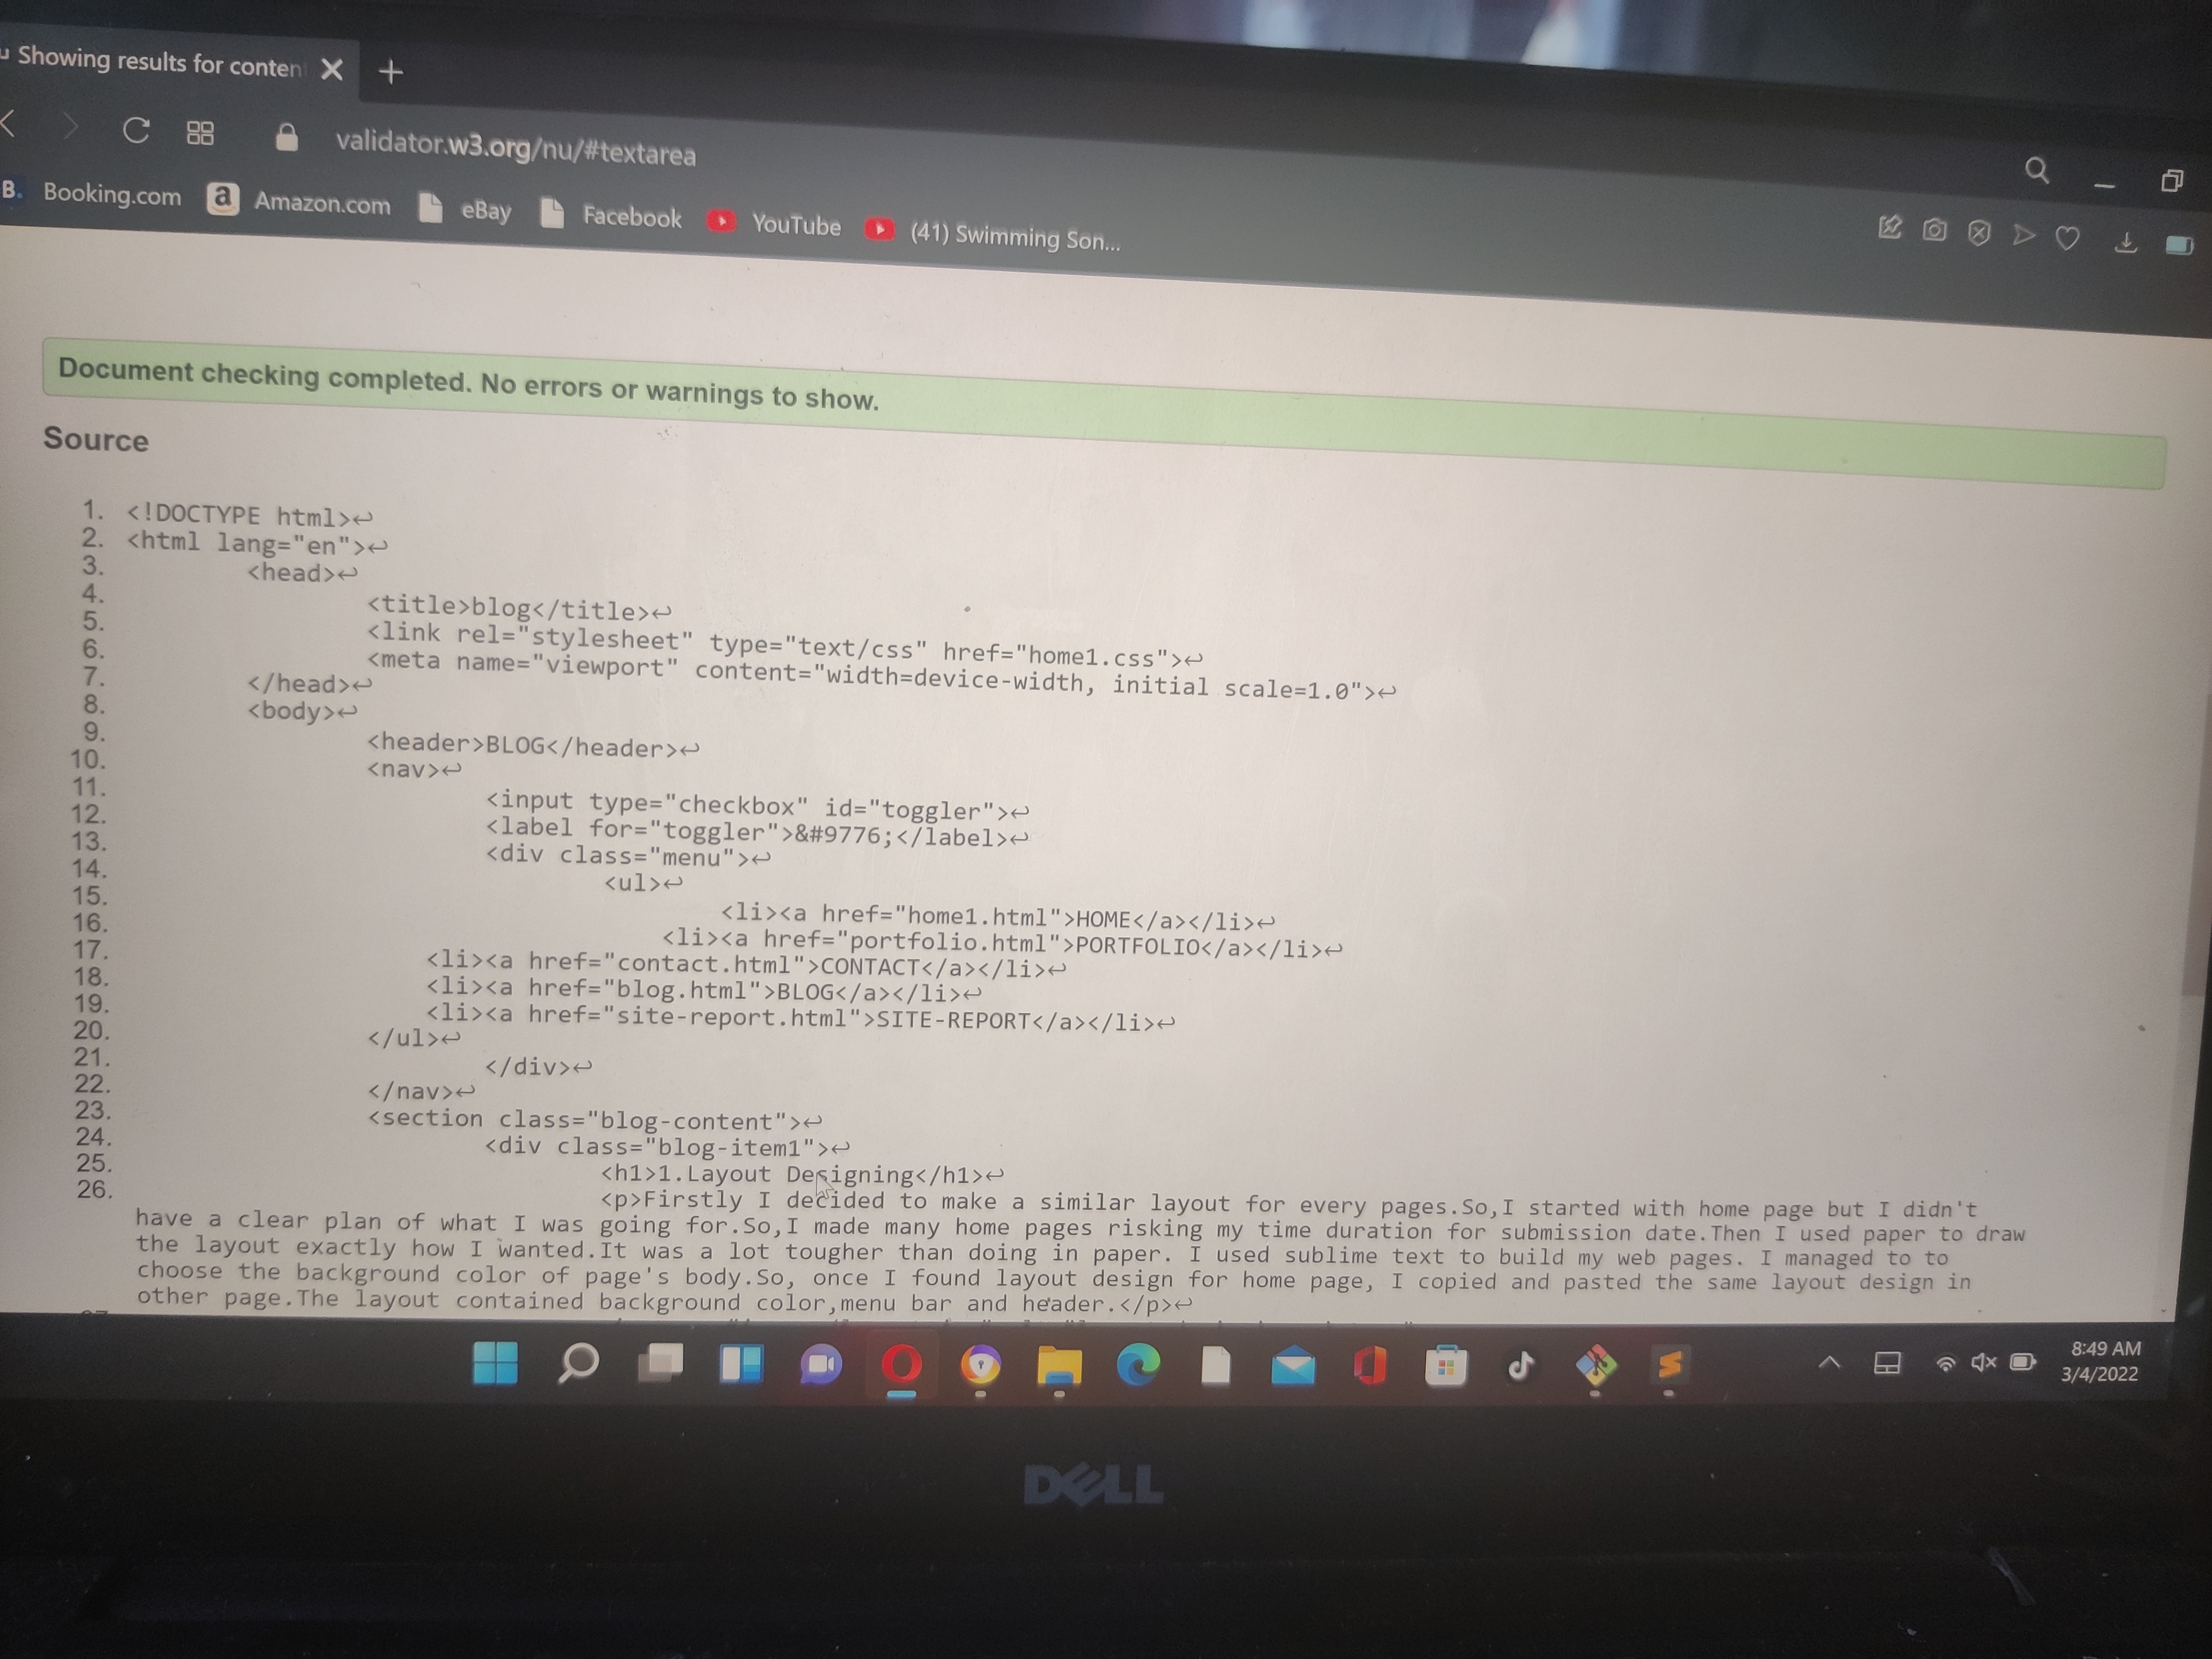 Showing results for conten
validator.w3.org/nu/#textarea
B. Booking.com a Amazon.com eBay Facebook YouTube (41) Swimming Son...
Document checking completed. No errors or warnings to show.
Source
1. <!DOCTYPE html>↩
2. <html lang="en">↩
3. <head>↩
4. <title>blog</title>↩
5. <link rel="stylesheet" type="text/css" href="home1.css">↩
6. <meta name="viewport" content="width=device-width, initial scale=1.0">↩
7. </head>↩
8. <body>↩
9. <header>BLOG</header>↩
10. <nav>↩
11. <input type="checkbox" id="toggler">↩
12. <label for="toggler">&#9776;</label>↩
13. <div class="menu">↩
14. <ul>↩
15. <li><a href="home1.html">HOME</a></li>↩
16. <li><a href="portfolio.html">PORTFOLIO</a></li>↩
17. <li><a href="contact.html">CONTACT</a></li>↩
18. <li><a href="blog.html">BLOG</a></li>↩
19. <li><a href="site-report.html">SITE-REPORT</a></li>↩
20. </ul>↩
21. </div>↩
22. </nav>↩
23. <section class="blog-content">↩
24. <div class="blog-item1">↩
25. <h1>1.Layout Designing</h1>↩
26. <p>Firstly I decided to make a similar layout for every pages.So,I started with home page but I didn't
have a clear plan of what I was going for.So,I made many home pages risking my time duration for submission date.Then I used paper to draw
the layout exactly how I wanted.It was a lot tougher than doing in paper. I used sublime text to build my web pages. I managed to to
choose the background color of page's body.So, once I found layout design for home page, I copied and pasted the same layout design in
other page.The layout contained background color,menu bar and header.</p>↩
8:49 AM
3/4/2022
DELL